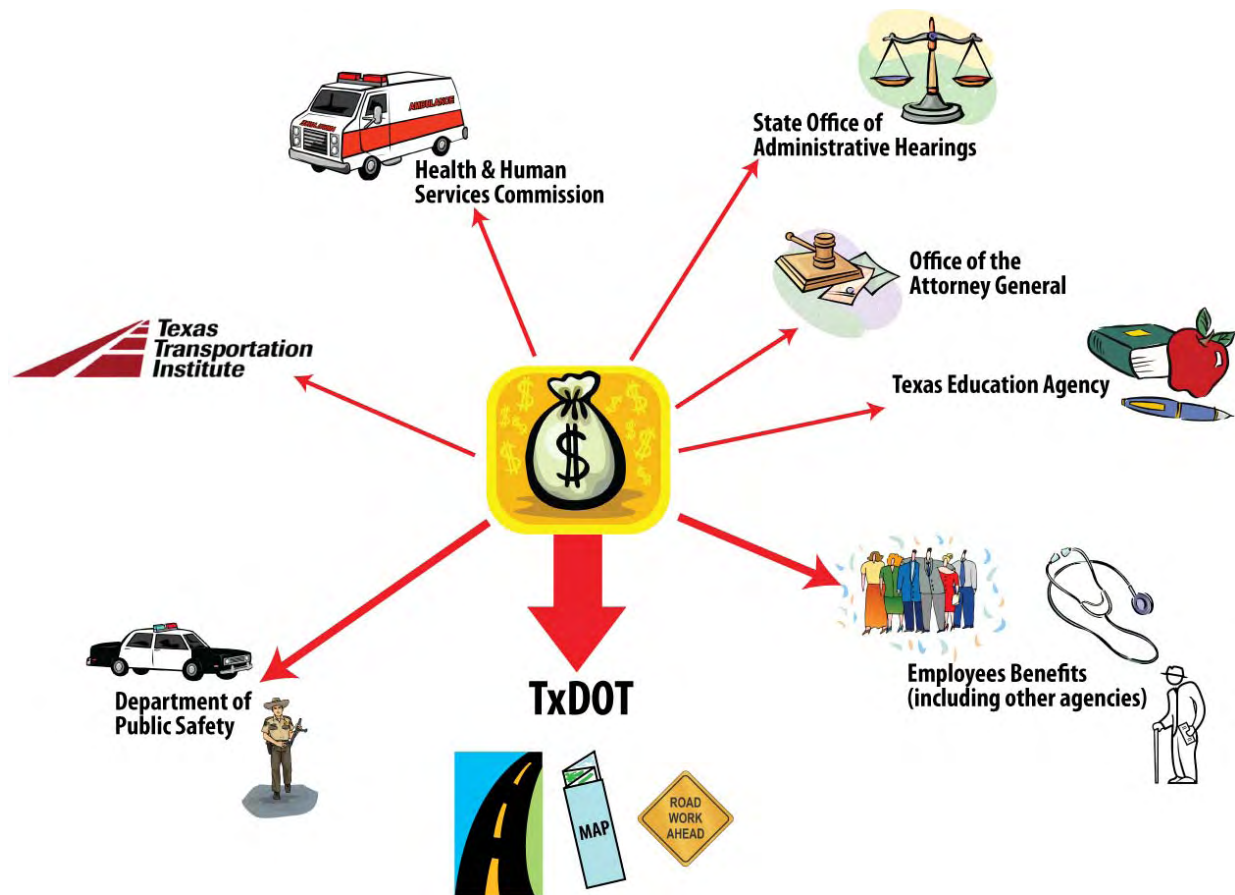 AMBULANCE
Health & Human
Services Commission
State Office of
Administrative Hearings
Office of the
Attorney General
Texas
Transportation
Institute
Texas Education Agency
$
Department of
Public Safety
TxDOT
Employees Benefits
(including other agencies)
MAP
ROAD
WORK
AHEAD